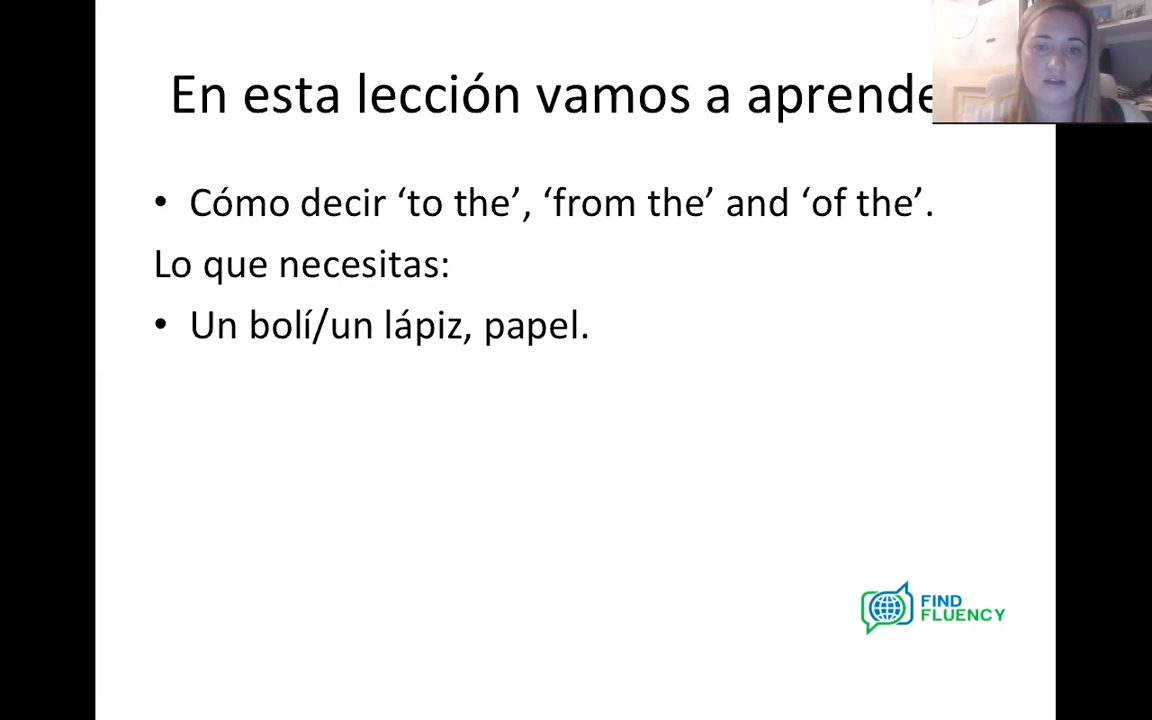 En esta lección vamos a aprende
• Cómo decir ‘to the’, ‘from the’ and ‘of the’.
Lo que necesitas:
• Un bolí/un lápiz, papel.
FIND
FLUENCY